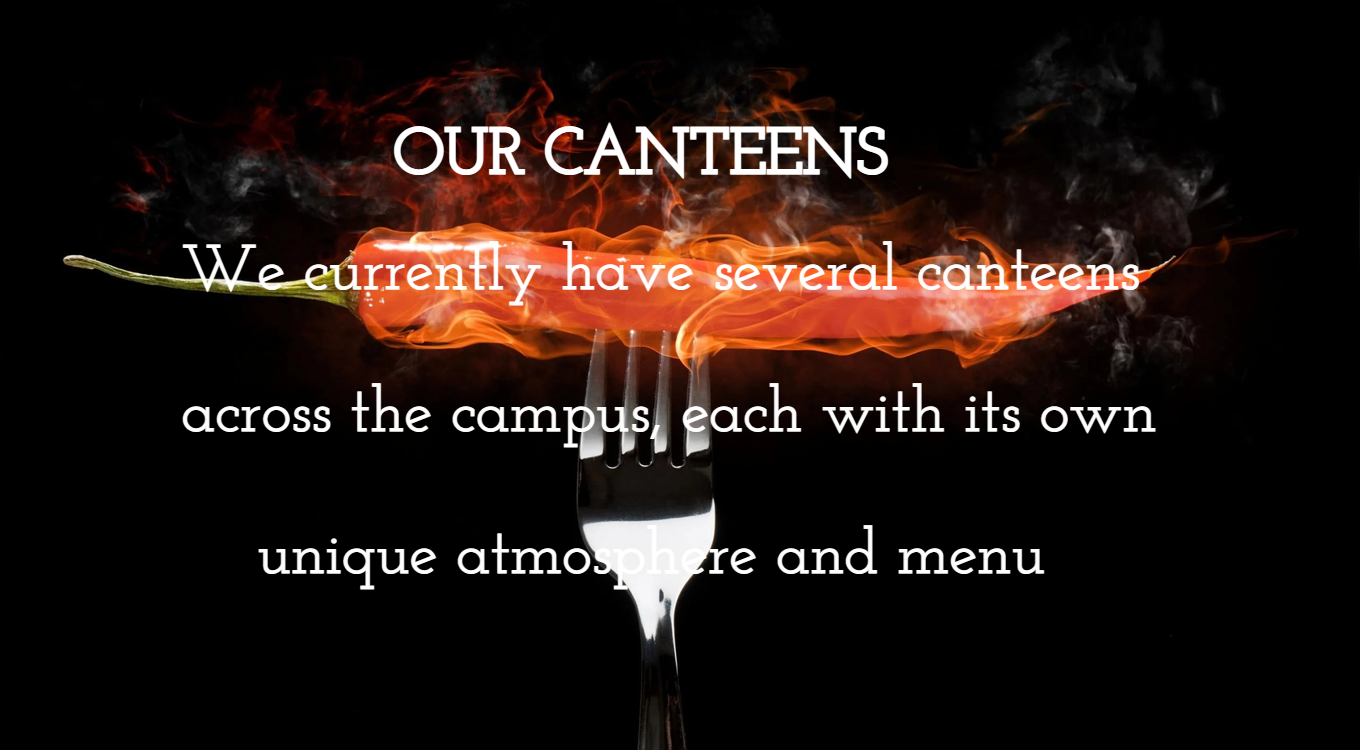 OUR CANTEENS
We currently have several canteens
across the campus, each with its own
unique atmosphere and menu